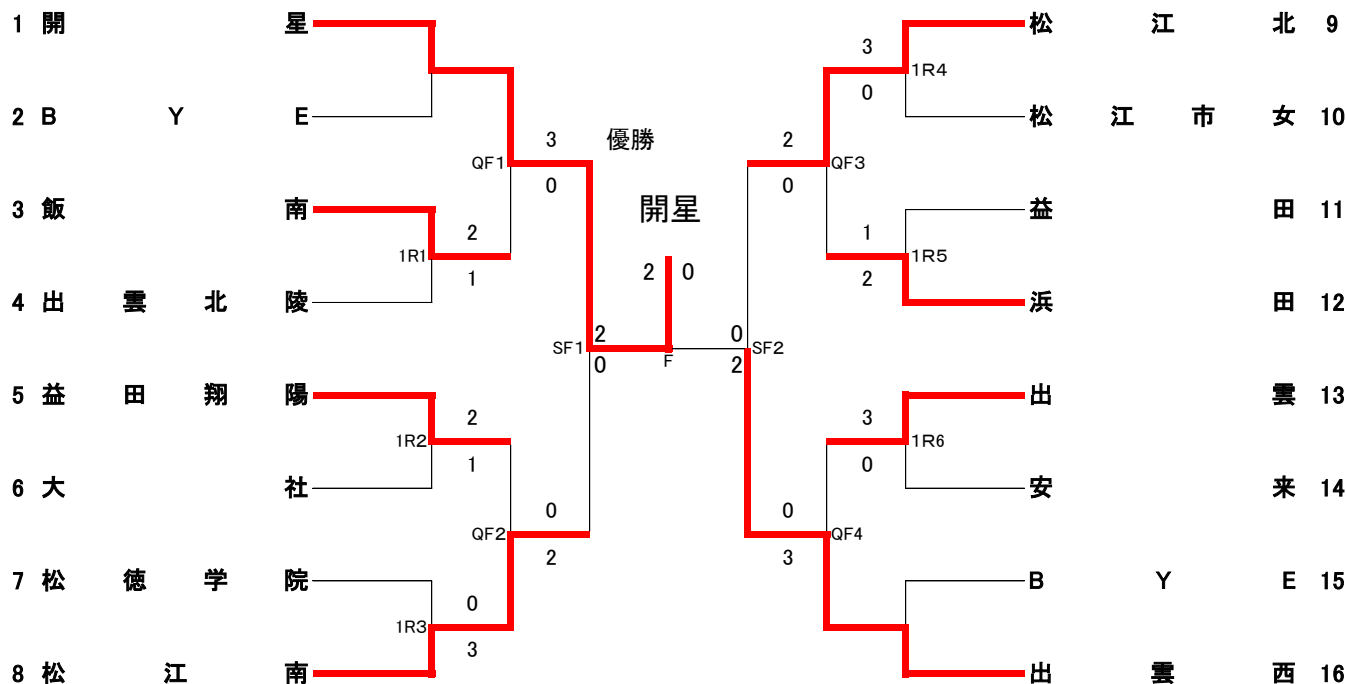 1 開星
2 BYE
3 飯南
4 出雲北陵
5 益田翔陽
6 大社
7 松徳学院
8 松江南
1R1
2
1
1R2
2
1
1R3
0
3
QF1
3
0
QF2
0
2
SF1
2
0
優勝
開星
2 0
F
0
SF2
2
2
QF3
0
0
QF4
3
3
1R4
0
1
1R5
2
3
1R6
0
松江北 9
松江市女 10
益田 11
浜田 12
出雲 13
安来 14
BYE 15
出雲西 16